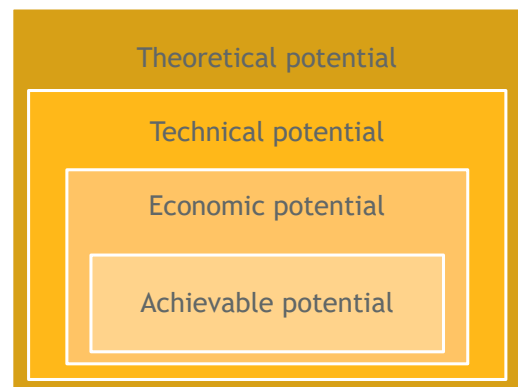 Theoretical potential
Technical potential
Economic potential
Achievable potential